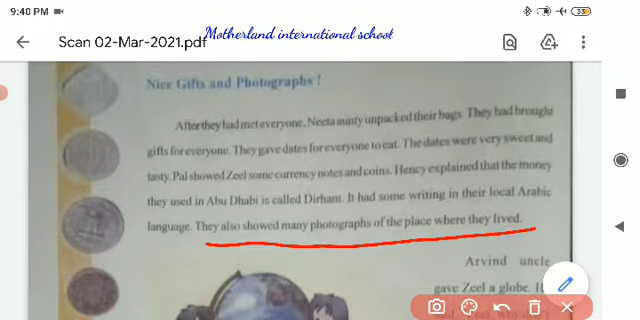 9:40 PM
33
Scan 02-Mar-2021.pdf
Motherland international school
Nice Gifts and Photographs !
After they had met everyone, Neeta aunty unpacked their bags. They had brought
gifts for everyone. They gave dates for everyone to eat. The dates were very sweet and
tasty. Pal showed Zeel some currency notes and coins. Hency explained that the money
they used in Abu Dhabi is called Dirham. It had some writing in their local Arabic
language. They also showed many photographs of the place where they lived.
Arvind uncle
gave Zeel a globe.